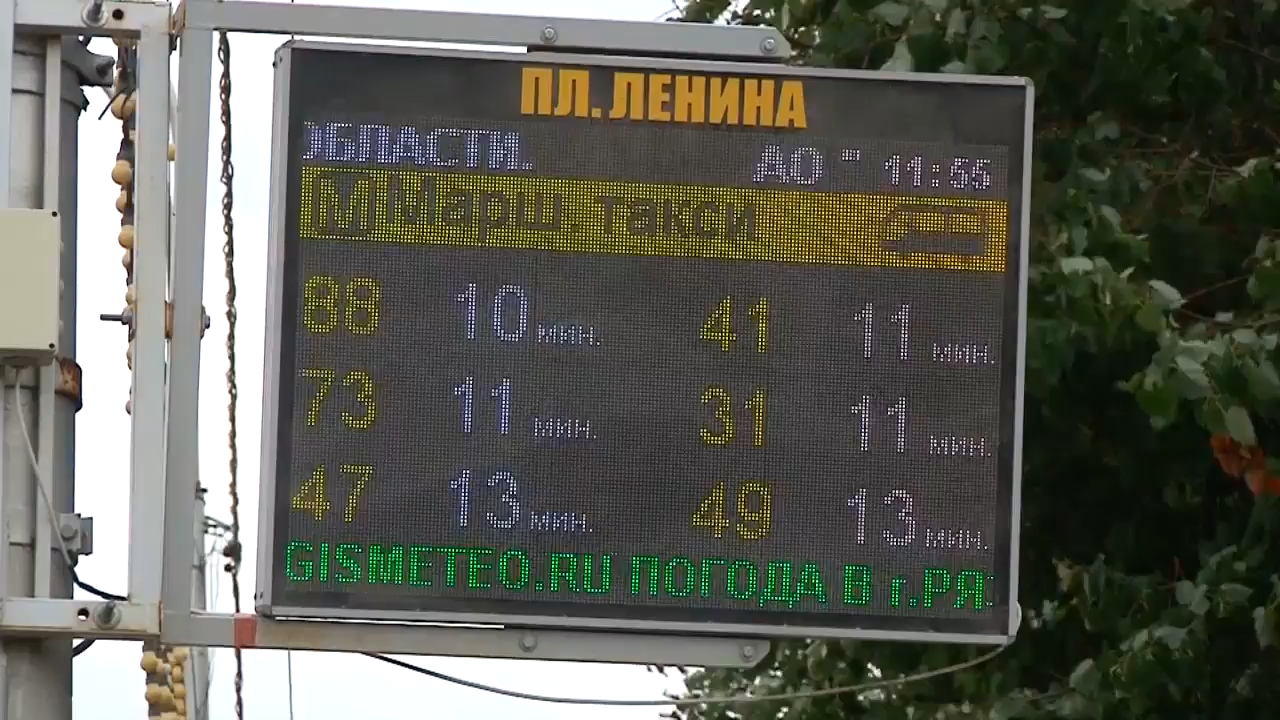 ПЛ. ЛЕНИНА
ОБЛАСТИ. АО " 11:55
М Марш. такси
88 10 мин. 41 11 мин.
73 11 мин. 31 11 мин.
47 13 мин. 49 13 мин.
GISMETEO.RU ПОГОДА В г.РЯ